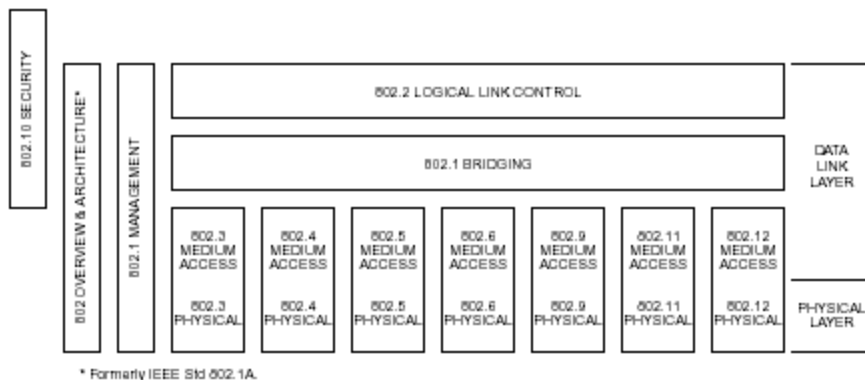 802.10 SECURITY
802 OVERVIEW & ARCHITECTURE*
802.1 MANAGEMENT
802.2 LOGICAL LINK CONTROL
802.1 BRIDGING
DATA
LINK
LAYER
802.3
MEDIUM
ACCESS
802.3
PHYSICAL
802.4
MEDIUM
ACCESS
802.4
PHYSICAL
802.5
MEDIUM
ACCESS
802.5
PHYSICAL
802.6
MEDIUM
ACCESS
802.6
PHYSICAL
802.9
MEDIUM
ACCESS
802.9
PHYSICAL
802.11
MEDIUM
ACCESS
802.11
PHYSICAL
802.12
MEDIUM
ACCESS
802.12
PHYSICAL
PHYSICAL
LAYER
* Formerly IEEE Std 802.1A.